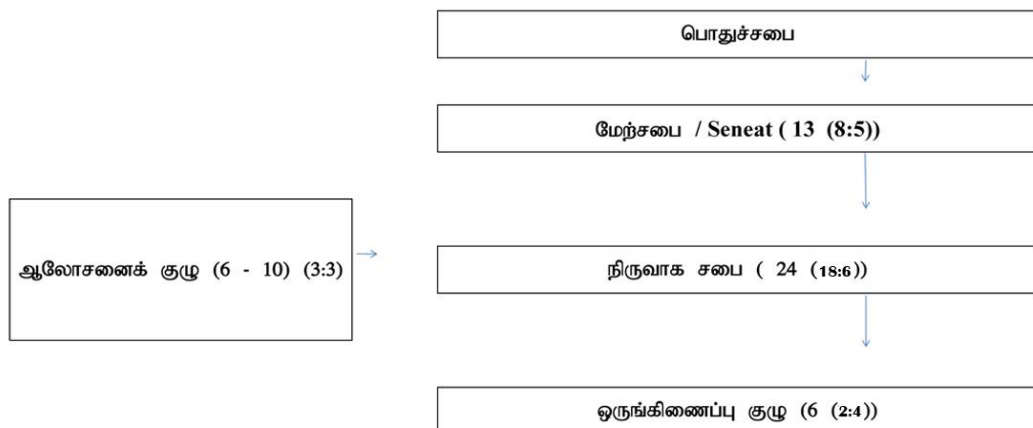 பொதுச்சபை
மேற்சபை / Seneat ( 13 (8:5))
ஆலோசனைக் குழு (6 - 10) (3:3)
நிருவாக சபை ( 24 (18:6))
ஒருங்கிணைப்பு குழு (6 (2:4))